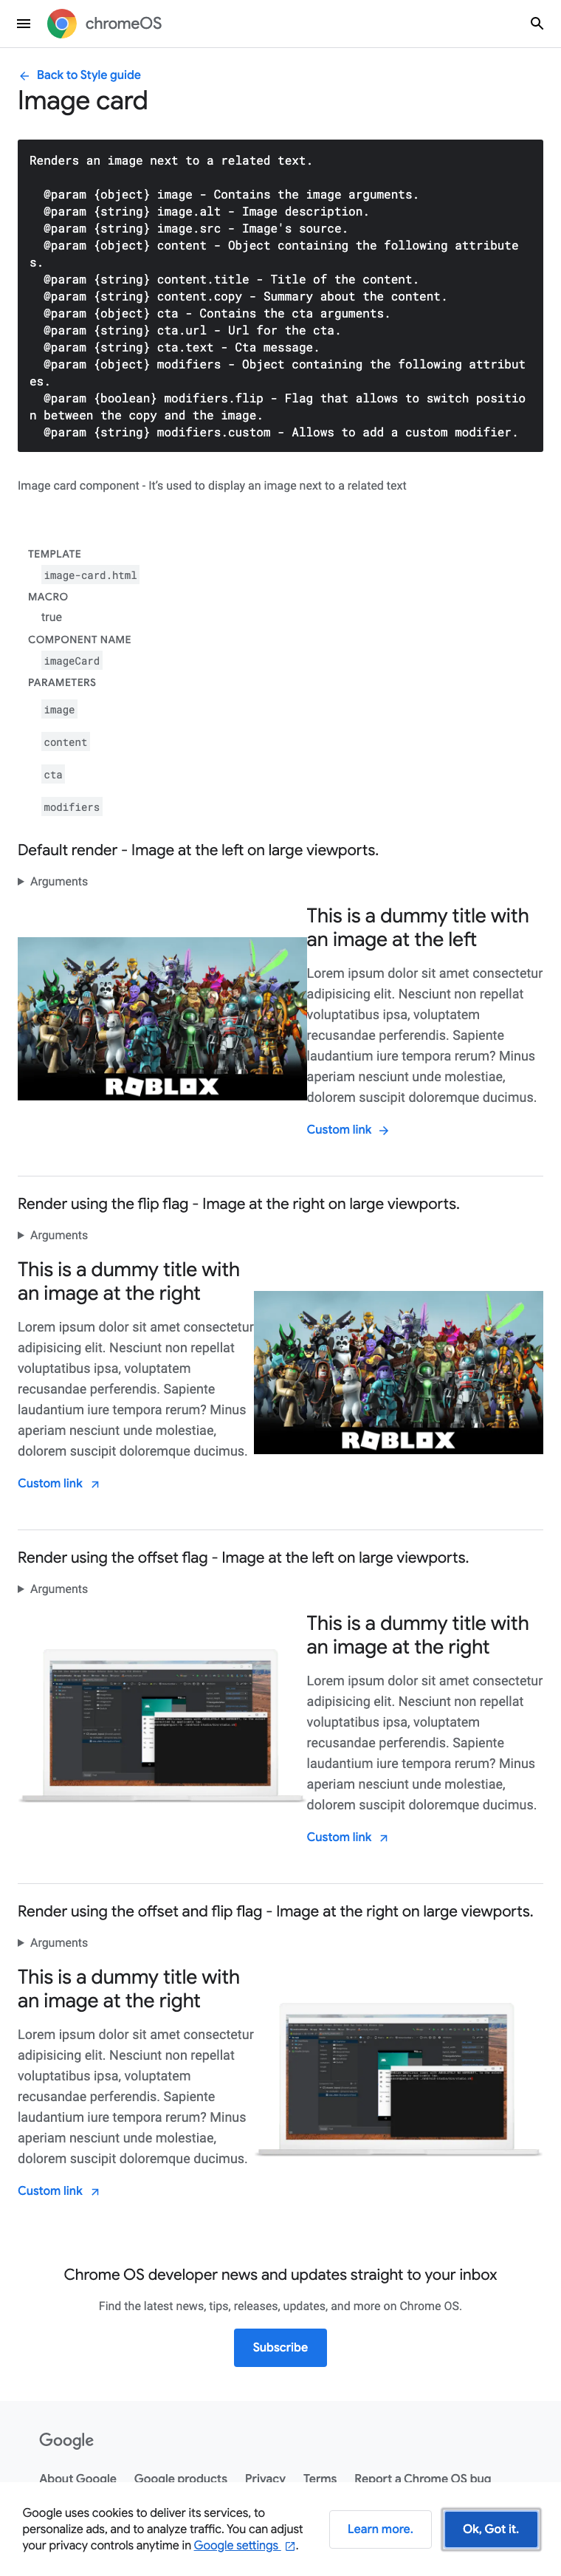 chromeOS
Back to Style guide
Image card
Renders an image next to a related text.
@param {object} image - Contains the image arguments.
@param {string} image.alt - Image description.
@param {string} image.src - Image's source.
@param {object} content - Object containing the following attribute
s.
@param {string} content.title - Title of the content.
@param {string} content.copy - Summary about the content.
@param {object} cta - Contains the cta arguments.
@param {string} cta.url - Url for the cta.
@param {string} cta.text - Cta message.
@param {object} modifiers - Object containing the following attribut
es.
@param {boolean} modifiers.flip - Flag that allows to switch positio
n between the copy and the image.
@param {string} modifiers.custom - Allows to add a custom modifier.
Image card component - It's used to display an image next to a related text
TEMPLATE
image-card.html
MACRO
true
COMPONENT NAME
imageCard
PARAMETERS
image
content
cta
modifiers
Default render - Image at the left on large viewports.
Arguments
ROBLOX
This is a dummy title with
an image at the left
Lorem ipsum dolor sit amet consectetur
adipisicing elit. Nesciunt non repellat
voluptatibus ipsa, voluptatem
recusandae perferendis. Sapiente
laudantium iure tempora rerum? Minus
aperiam nesciunt unde molestiae,
dolorem suscipit doloremque ducimus.
Custom link
Render using the flip flag - Image at the right on large viewports.
Arguments
This is a dummy title with
an image at the right
Lorem ipsum dolor sit amet consectetur
adipisicing elit. Nesciunt non repellat
voluptatibus ipsa, voluptatem
recusandae perferendis. Sapiente
laudantium iure tempora rerum? Minus
aperiam nesciunt unde molestiae,
dolorem suscipit doloremque ducimus.
Custom link
ROBLOX
Render using the offset flag - Image at the left on large viewports.
Arguments
This is a dummy title with
an image at the right
Lorem ipsum dolor sit amet consectetur
adipisicing elit. Nesciunt non repellat
voluptatibus ipsa, voluptatem
recusandae perferendis. Sapiente
laudantium iure tempora rerum? Minus
aperiam nesciunt unde molestiae,
dolorem suscipit doloremque ducimus.
Custom link
Render using the offset and flip flag - Image at the right on large viewports.
Arguments
This is a dummy title with
an image at the right
Lorem ipsum dolor sit amet consectetur
adipisicing elit. Nesciunt non repellat
voluptatibus ipsa, voluptatem
recusandae perferendis. Sapiente
laudantium iure tempora rerum? Minus
aperiam nesciunt unde molestiae,
dolorem suscipit doloremque ducimus.
Custom link
Chrome OS developer news and updates straight to your inbox
Find the latest news, tips, releases, updates, and more on Chrome OS.
Subscribe
Google
About Google Google products Privacy Terms Report a Chrome OS bug
Google uses cookies to deliver its services, to
personalize ads, and to analyze traffic. You can adjust
your privacy controls anytime in Google settings.
Learn more.
Ok, Got it.